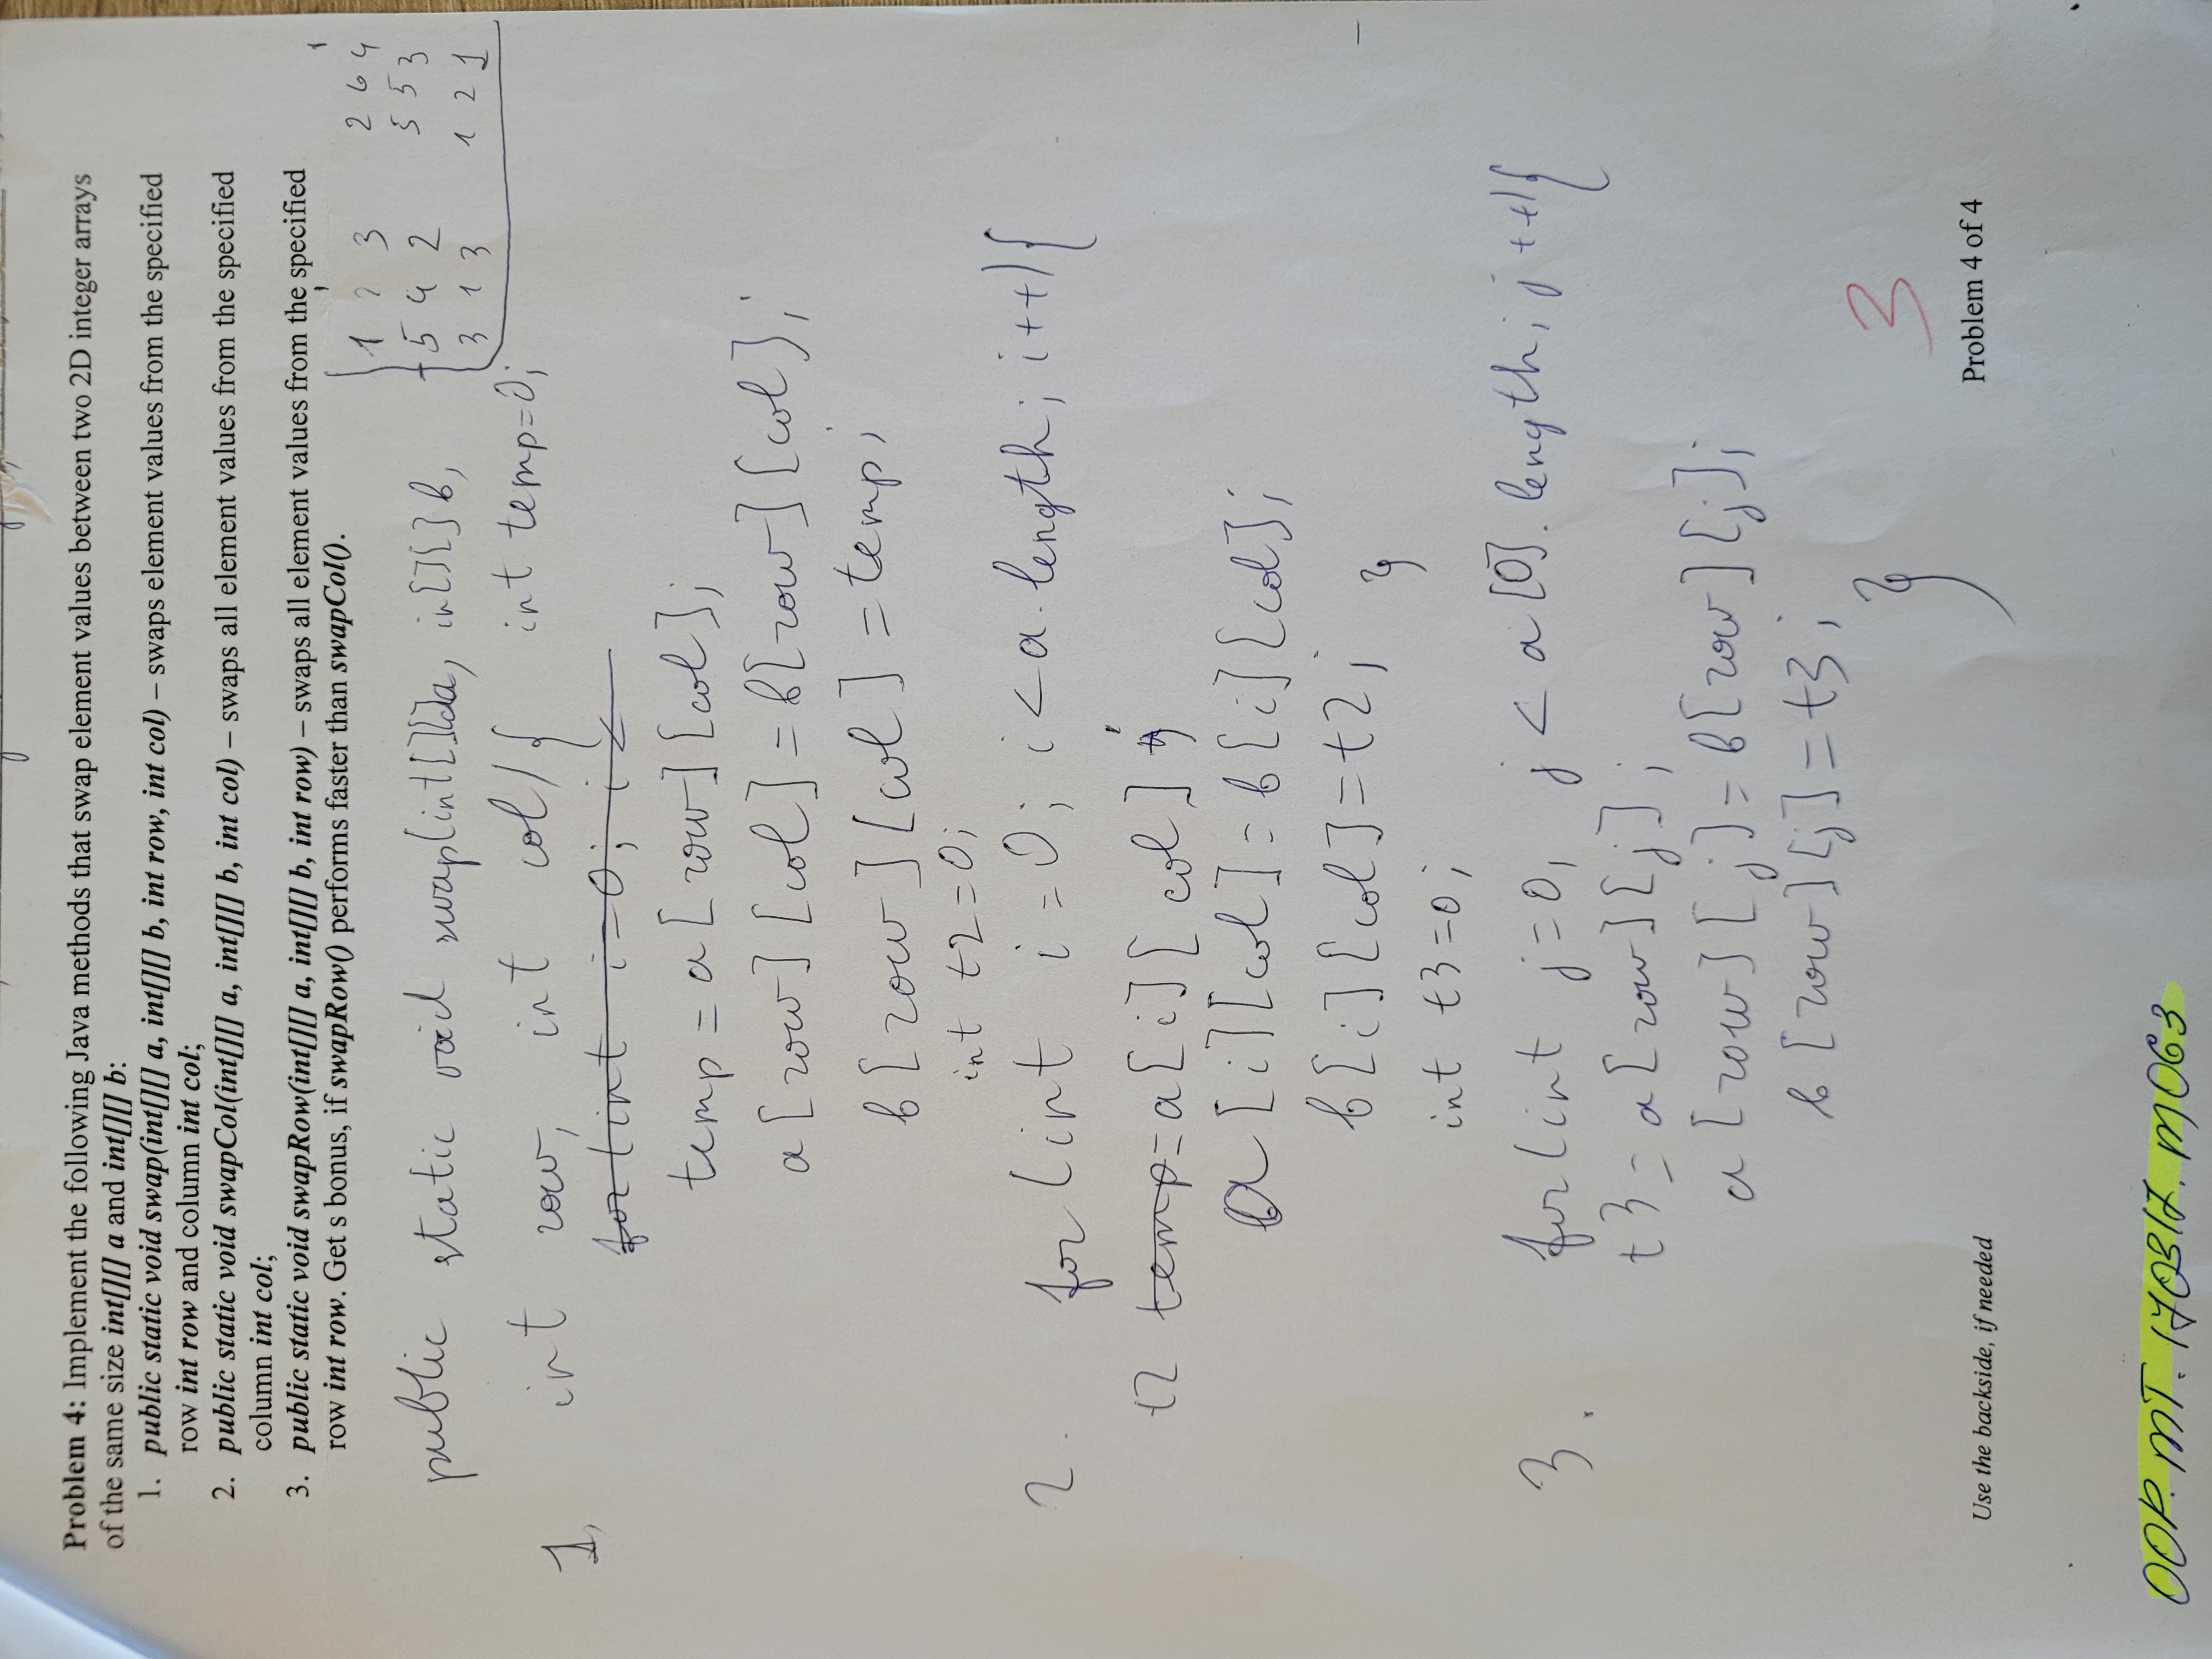 Problem 4: Implement the following Java methods that swap element values between two 2D integer arrays
of the same size int[][] a and int[][] b:
1. public static void swap(int[][] a, int[][] b, int row, int col) – swaps element values from the specified
row int row and column int col;
2. public static void swapCol(int[][] a, int[][] b, int col) – swaps all element values from the specified
column int col;
3. public static void swapRow(int[][] a, int[][] b, int row) – swaps all element values from the specified
row int row. Get s bonus, if swapRow() performs faster than swapCol().
1 2 3 2 6 4
5 4 2 5 5 3
3 1 3 1 2 1
public static void swap(int[][]a, in[][] b,
1, int row, int col){ int temp=0;
for(int i=0; i<
temp=a[row][col];
a[row][col]=b[row][col];
b[row][col]=temp;
int t2=0;
2. for(int i=0; i<a.length; i++){
t2 temp=a[i][col];
a[i][col]=b[i][col];
b[i][col]=t2; }
int t3=0;
3. for(int j=0, j<a[0].length; j++){
t3=a[row][j];
a[row][j]=b[row][j];
b[row][j]=t3;
}
3
Use the backside, if needed
Problem 4 of 4
OOP.MT.170317.M063